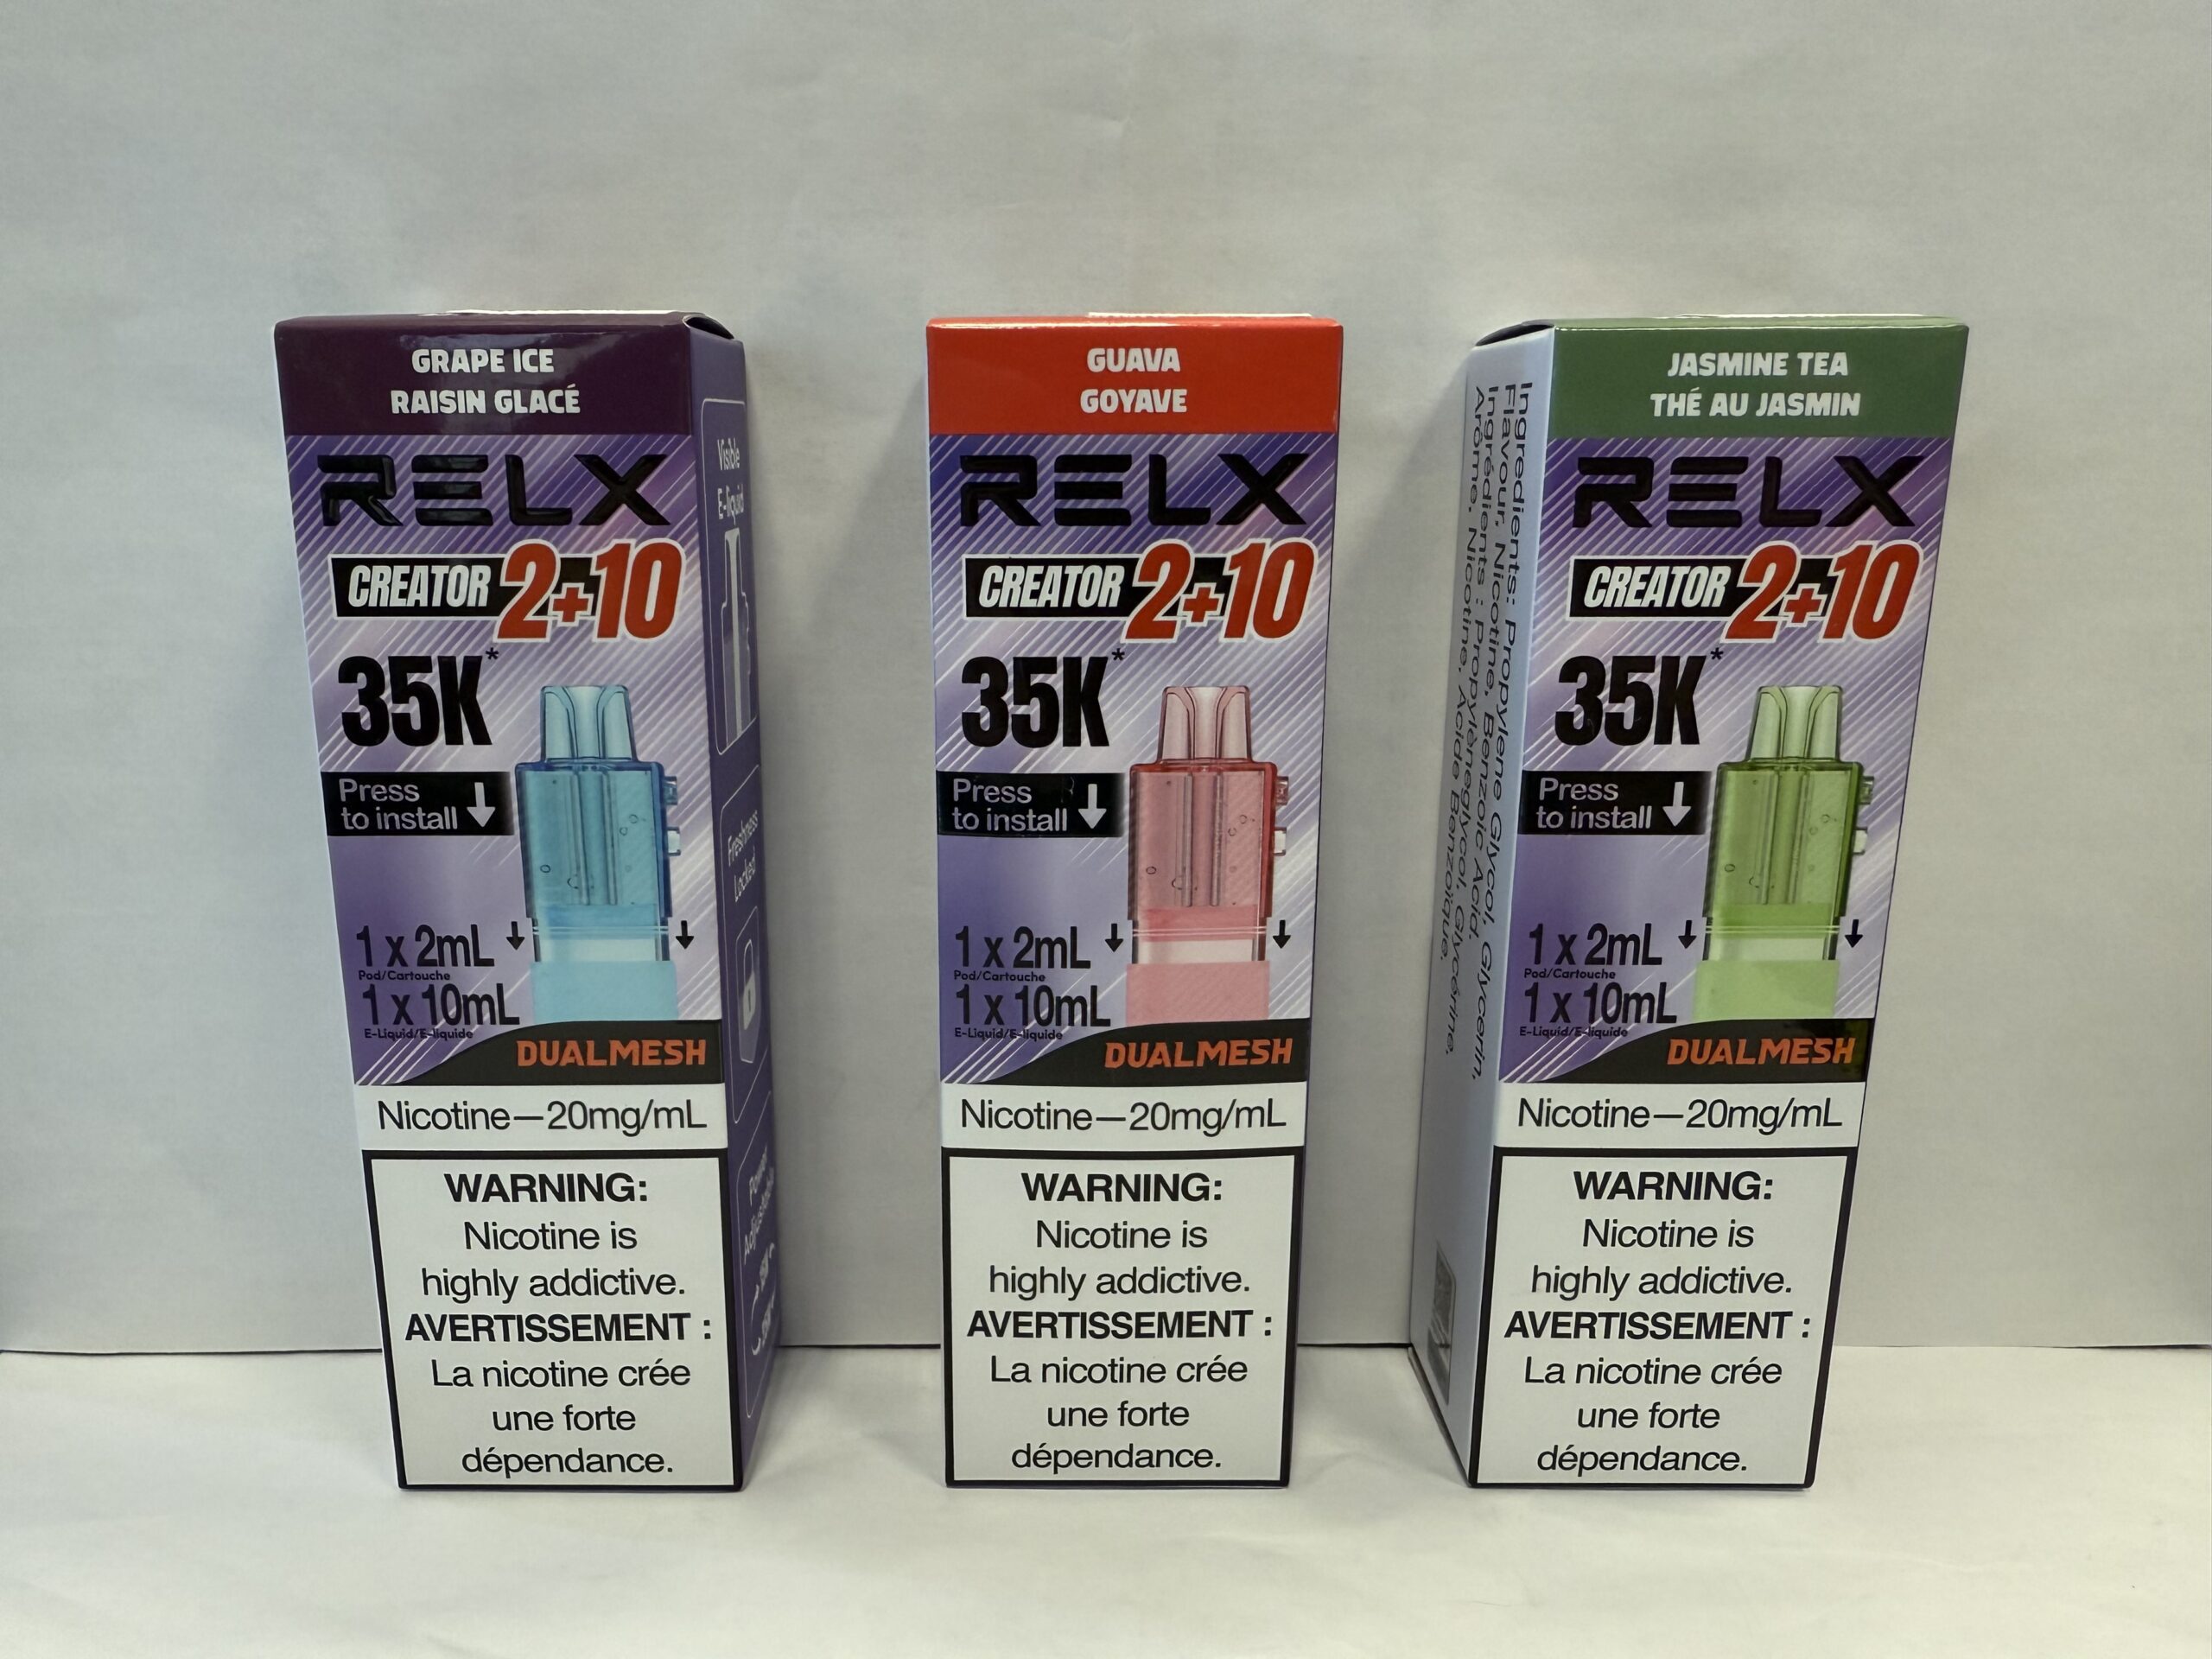 GRAPE ICE
RAISIN GLACÉ
RELX
CREATOR 2+10
35K*
Press
to install
1 x 2mL
Pod/Cartouche
1 x 10mL
E-Liquid/E-liquide
DUALMESH
Nicotine—20mg/mL
WARNING:
Nicotine is
highly addictive.
AVERTISSEMENT :
La nicotine crée
une forte
dépendance.
Visible
E-liquid
Freshness
Locked
Power
Adjustable
GUAVA
GOYAVE
RELX
CREATOR 2+10
35K*
Press
to install
1 x 2mL
Pod/Cartouche
1 x 10mL
E-Liquid/E-liquide
DUALMESH
Nicotine—20mg/mL
WARNING:
Nicotine is
highly addictive.
AVERTISSEMENT :
La nicotine crée
une forte
dépendance.
Ingredients: Propylene Glycol, Glycerin,
Flavour, Nicotine, Benzoic Acid.
Ingrédients : Propylèneglycol, Glycérine,
Arôme, Nicotine, Acide Benzoïque.
JASMINE TEA
THÉ AU JASMIN
RELX
CREATOR 2+10
35K*
Press
to install
1 x 2mL
Pod/Cartouche
1 x 10mL
E-Liquid/E-liquide
DUALMESH
Nicotine—20mg/mL
WARNING:
Nicotine is
highly addictive.
AVERTISSEMENT :
La nicotine crée
une forte
dépendance.